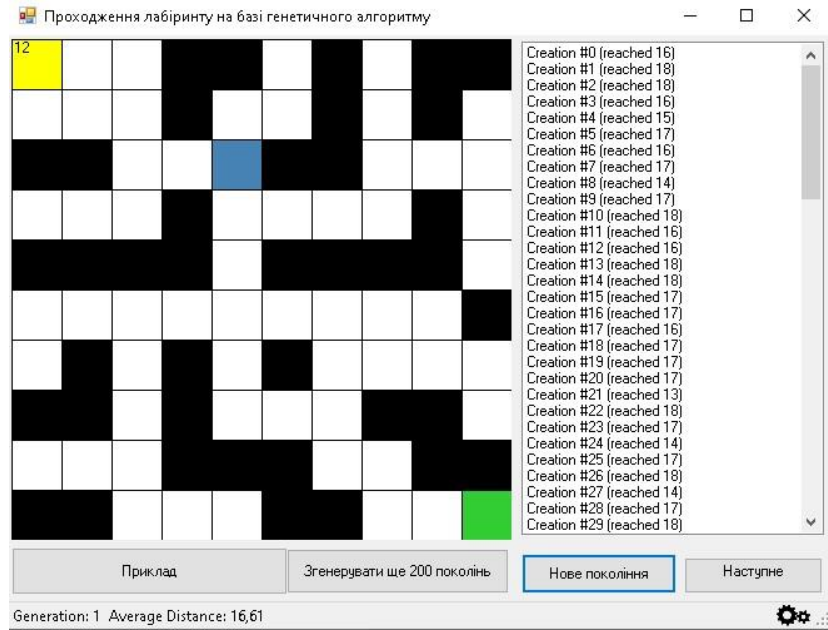 Проходження лабіринту на базі генетичного алгоритму
12
Creation #0 (reached 16)
Creation #1 (reached 18)
Creation #2 (reached 18)
Creation #3 (reached 16)
Creation #4 (reached 15)
Creation #5 (reached 17)
Creation #6 (reached 16)
Creation #7 (reached 17)
Creation #8 (reached 14)
Creation #9 (reached 17)
Creation #10 (reached 18)
Creation #11 (reached 16)
Creation #12 (reached 16)
Creation #13 (reached 18)
Creation #14 (reached 18)
Creation #15 (reached 17)
Creation #16 (reached 17)
Creation #17 (reached 16)
Creation #18 (reached 17)
Creation #19 (reached 17)
Creation #20 (reached 17)
Creation #21 (reached 13)
Creation #22 (reached 18)
Creation #23 (reached 17)
Creation #24 (reached 14)
Creation #25 (reached 17)
Creation #26 (reached 18)
Creation #27 (reached 14)
Creation #28 (reached 17)
Creation #29 (reached 18)
Приклад
Згенерувати ще 200 поколінь
Нове покоління
Наступне
Generation: 1 Average Distance: 16,61